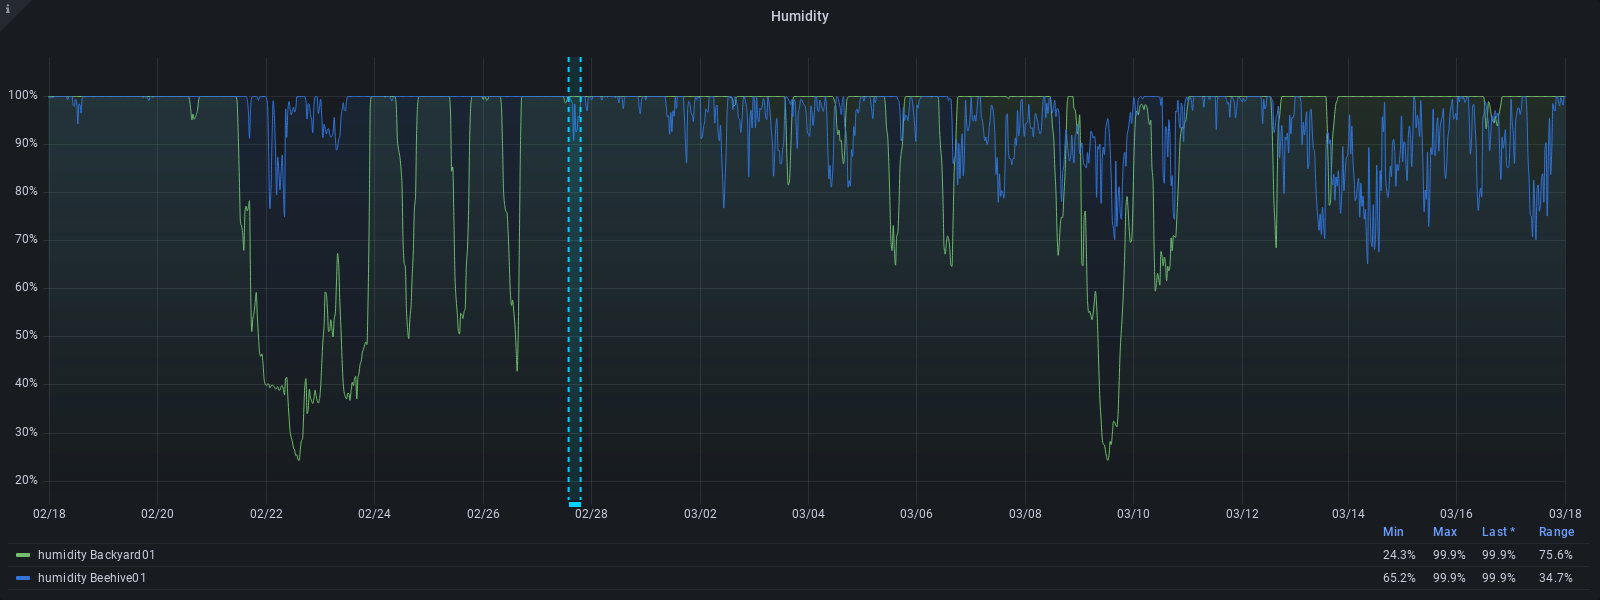 i
Humidity
100%
90%
80%
70%
60%
50%
40%
30%
20%
02/18 02/20 02/22 02/24 02/26 02/28 03/02 03/04 03/06 03/08 03/10 03/12 03/14 03/16 03/18
Min Max Last * Range
humidity Backyard01 24.3% 99.9% 99.9% 75.6%
humidity Beehive01 65.2% 99.9% 99.9% 34.7%